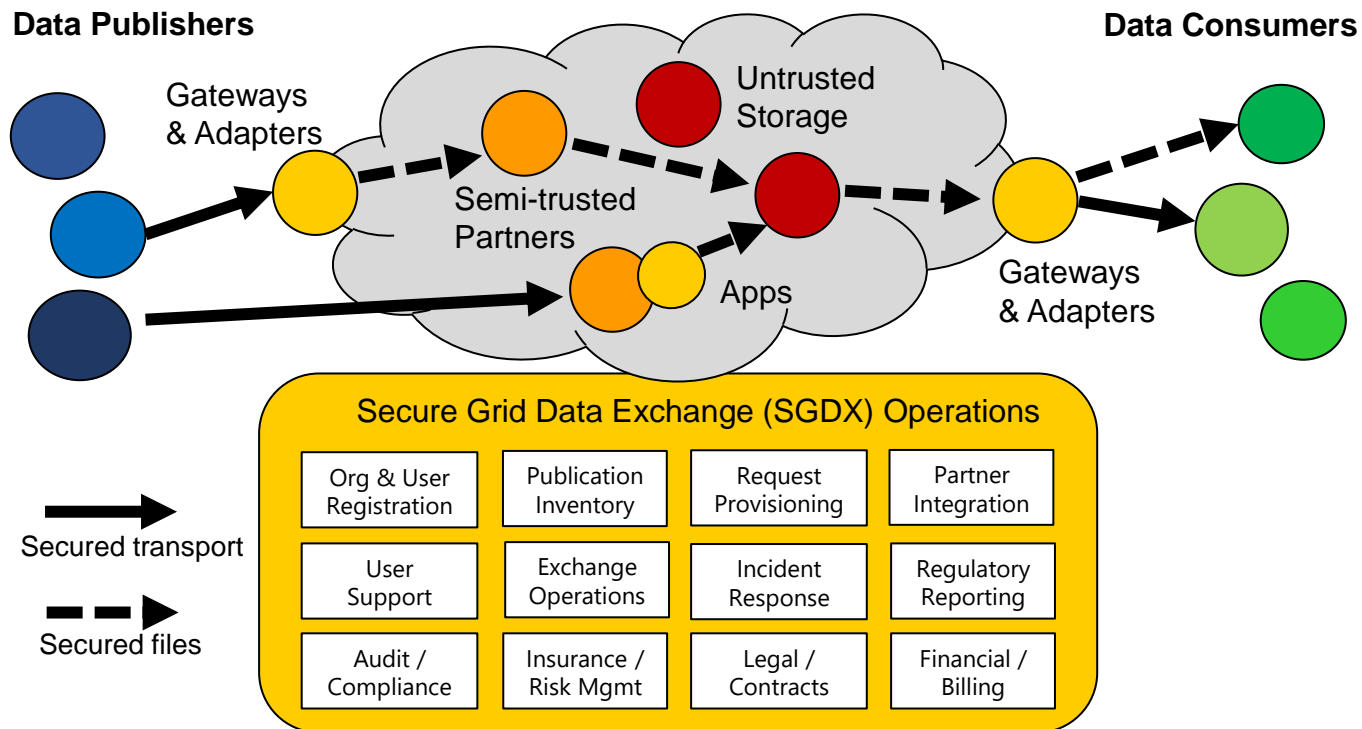 Data Publishers
Data Consumers
Gateways
& Adapters
Untrusted
Storage
Semi-trusted
Partners
Apps
Gateways
& Adapters
Secure Grid Data Exchange (SGDX) Operations
Org & User
Registration
Publication
Inventory
Request
Provisioning
Partner
Integration
Secured transport
User
Support
Exchange
Operations
Incident
Response
Regulatory
Reporting
Secured files
Audit /
Compliance
Insurance /
Risk Mgmt
Legal /
Contracts
Financial /
Billing